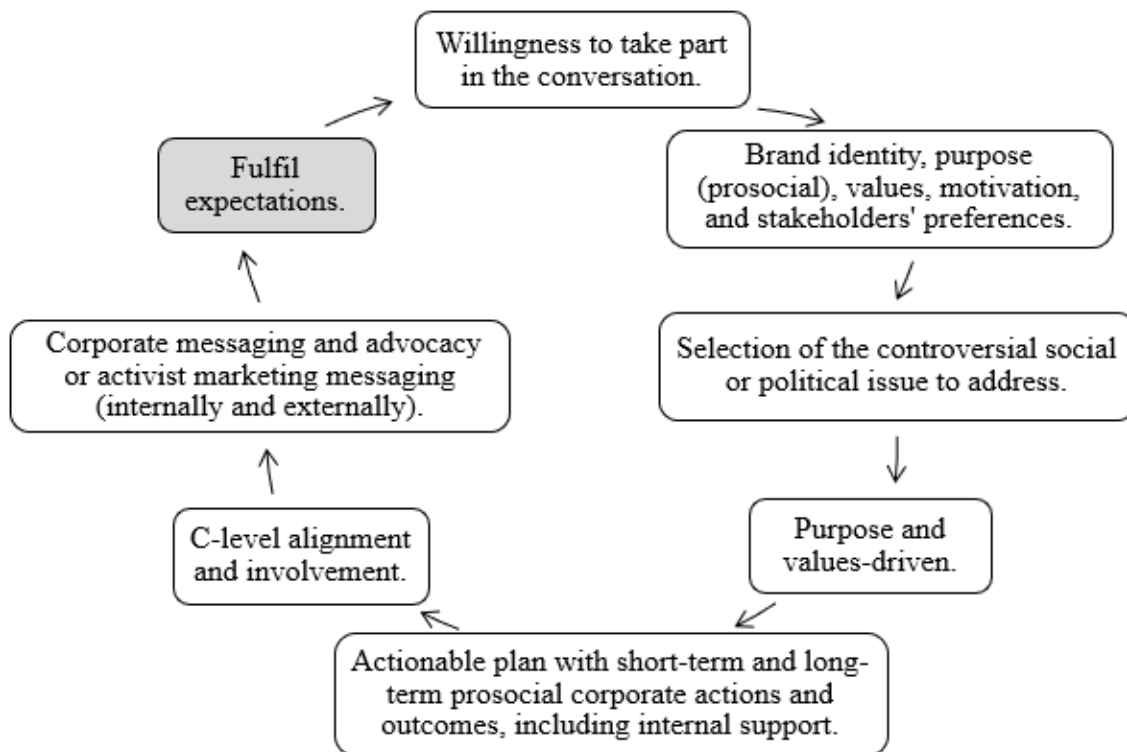 Willingness to take part
in the conversation.
Brand identity, purpose
(prosocial), values, motivation,
and stakeholders' preferences.
Selection of the controversial social
or political issue to address.
Purpose and
values-driven.
Actionable plan with short-term and long-
term prosocial corporate actions and
outcomes, including internal support.
C-level alignment
and involvement.
Corporate messaging and advocacy
or activist marketing messaging
(internally and externally).
Fulfil
expectations.